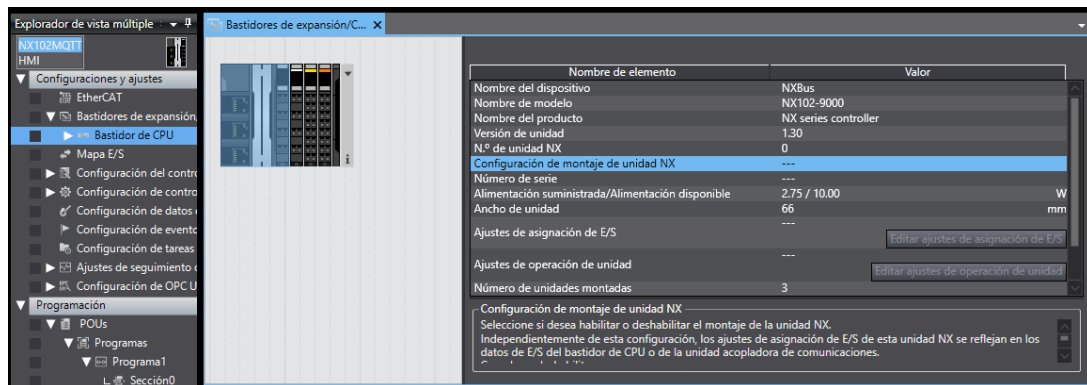 Explorador de vista múltiple
NX102MQTT
HMI
Configuraciones y ajustes
EtherCAT
Bastidores de expansión
Bastidor de CPU
Mapa E/S
Configuración del contro
Configuración de contro
Configuración de datos
Configuración de evento
Configuración de tareas
Ajustes de seguimiento
Configuración de OPC U
Programación
POUs
Programas
Programa1
Sección0
Bastidores de expansión/C...
i
Nombre de elemento Valor
Nombre del dispositivo NXBus
Nombre de modelo NX102-9000
Nombre del producto NX series controller
Versión de unidad 1.30
N.º de unidad NX 0
Configuración de montaje de unidad NX ---
Número de serie ---
Alimentación suministrada/Alimentación disponible 2.75 / 10.00 W
Ancho de unidad 66 mm
Ajustes de asignación de E/S ---
Editar ajustes de asignación de E/S
Ajustes de operación de unidad ---
Editar ajustes de operación de unidad
Número de unidades montadas 3
Configuración de montaje de unidad NX
Seleccione si desea habilitar o deshabilitar el montaje de la unidad NX.
Independientemente de esta configuración, los ajustes de asignación de E/S de esta unidad NX se reflejan en los
datos de E/S del bastidor de CPU o de la unidad acopladora de comunicaciones.